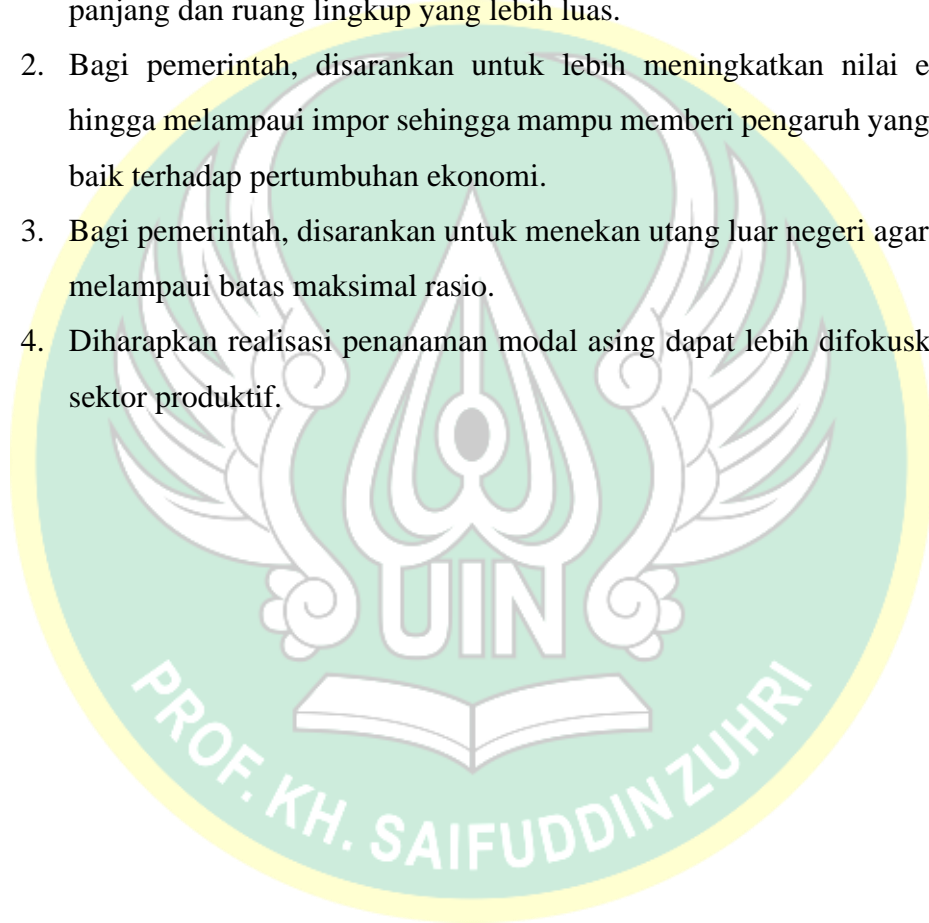 panjang dan ruang lingkup yang lebih luas.
2. Bagi pemerintah, disarankan untuk lebih meningkatkan nilai e
hingga melampaui impor sehingga mampu memberi pengaruh yang
baik terhadap pertumbuhan ekonomi.
3. Bagi pemerintah, disarankan untuk menekan utang luar negeri agar
melampaui batas maksimal rasio.
4. Diharapkan realisasi penanaman modal asing dapat lebih difokusk
sektor produktif.
UIN
PROF. KH. SAIFUDDIN ZUHRI